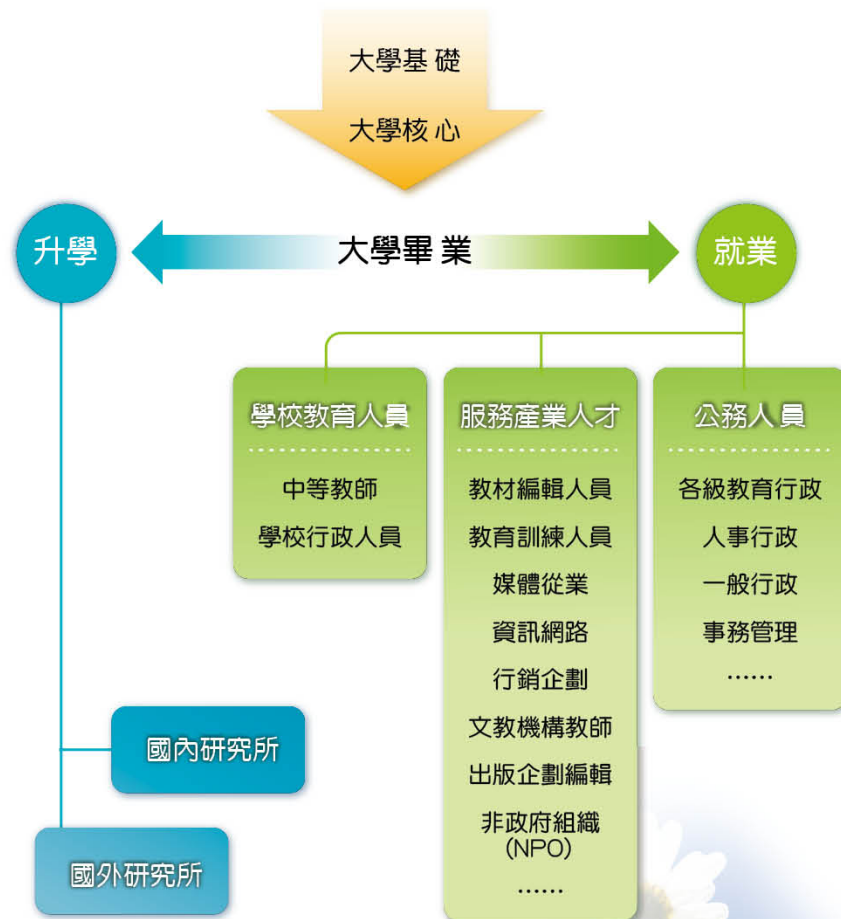 大學基礎
大學核心
升學
大學畢業
就業
學校教育人員
中等教師
學校行政人員
服務產業人才
教材編輯人員
教育訓練人員
媒體從業
資訊網路
行銷企劃
文教機構教師
出版企劃編輯
非政府組織
(NPO)
……
公務人員
各級教育行政
人事行政
一般行政
事務管理
……
國內研究所
國外研究所